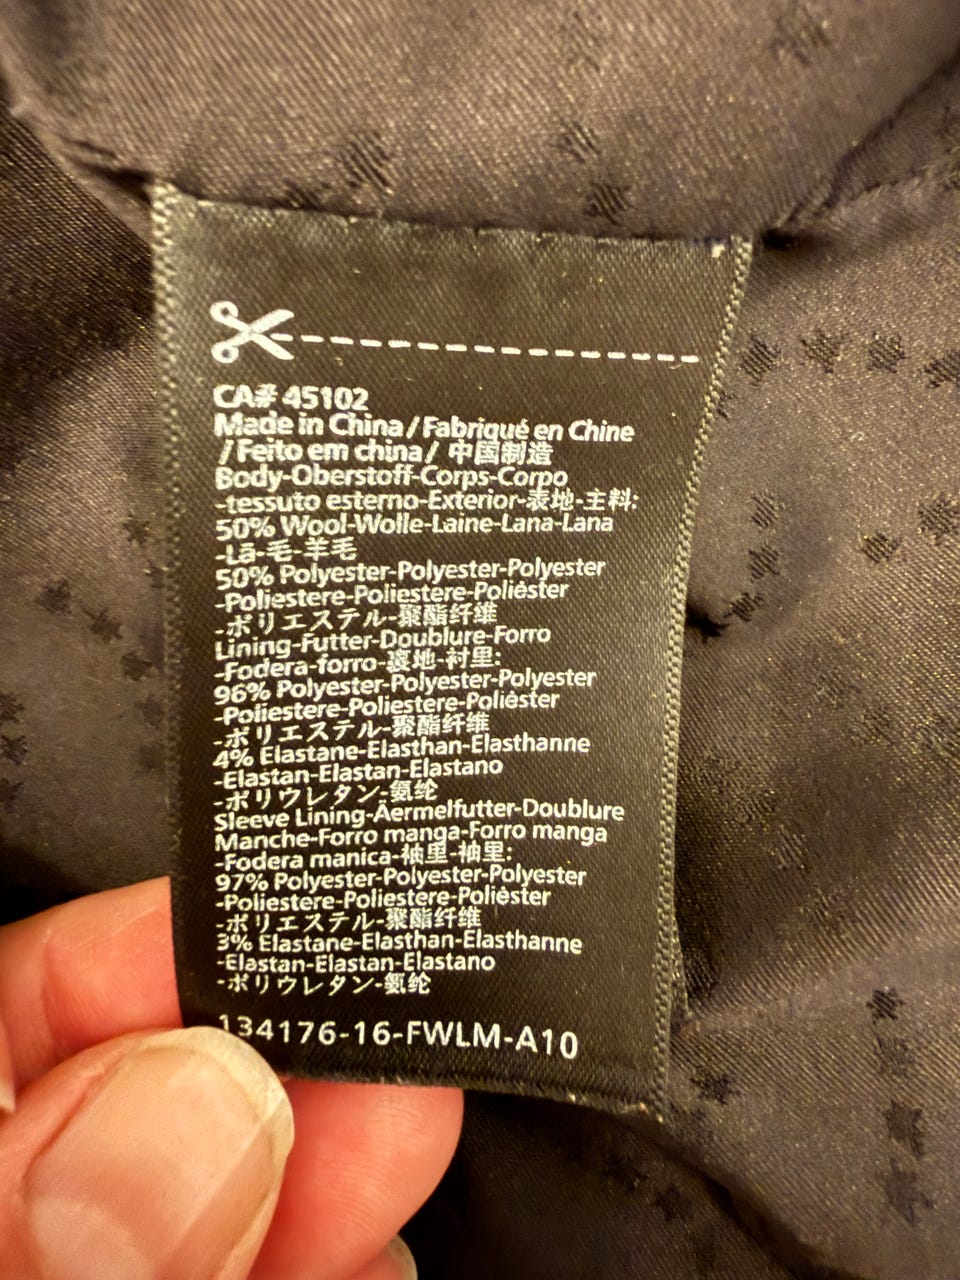 CA# 45102
Made in China/Fabriqué en Chine
/Feito em china/ 中国制造
Body-Oberstoff-Corps-Corpo
-tessuto esterno-Exterior-表地-主料:
50% Wool-Wolle-Laine-Lana-Lana
-Lã-毛-羊毛
50% Polyester-Polyester-Polyester
-Poliestere-Poliestere-Poliėster
-ポリエステル-聚酯纤维
Lining-Futter-Doublure-Forro
-Fodera-forro-裏地-衬里:
96% Polyester-Polyester-Polyester
-Poliestere-Poliestere-Poliėster
-ポリエステル-聚酯纤维
4% Elastane-Elasthan-Elasthanne
-Elastan-Elastan-Elastano
-ポリウレタン-氨纶
Sleeve Lining-Äermelfutter-Doublure
Manche-Forro manga-Forro manga
-Fodera manica-袖里-袖里:
97% Polyester-Polyester-Polyester
-Poliestere-Poliestere-Poliėster
-ポリエステル-聚酯纤维
3% Elastane-Elasthan-Elasthanne
-Elastan-Elastan-Elastano
-ポリウレタン-氨纶
134176-16-FWLM-A10